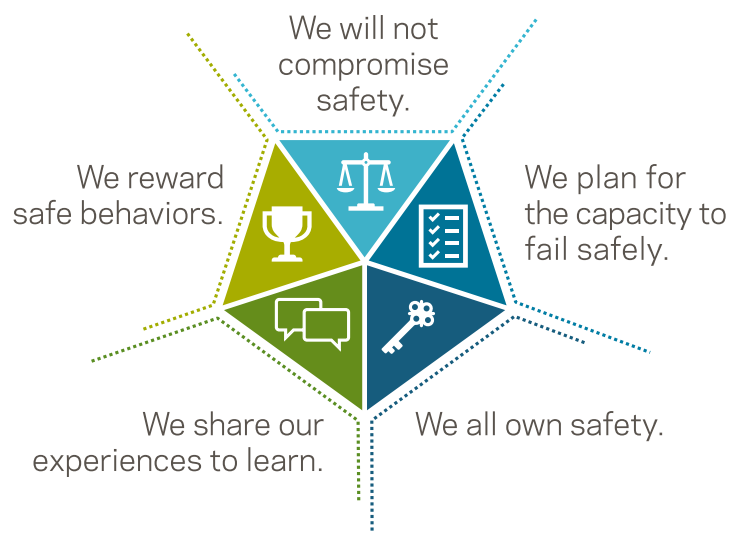 We will not
compromise
safety.
We reward
safe behaviors.
We plan for
the capacity to
fail safely.
We share our
experiences to learn.
We all own safety.